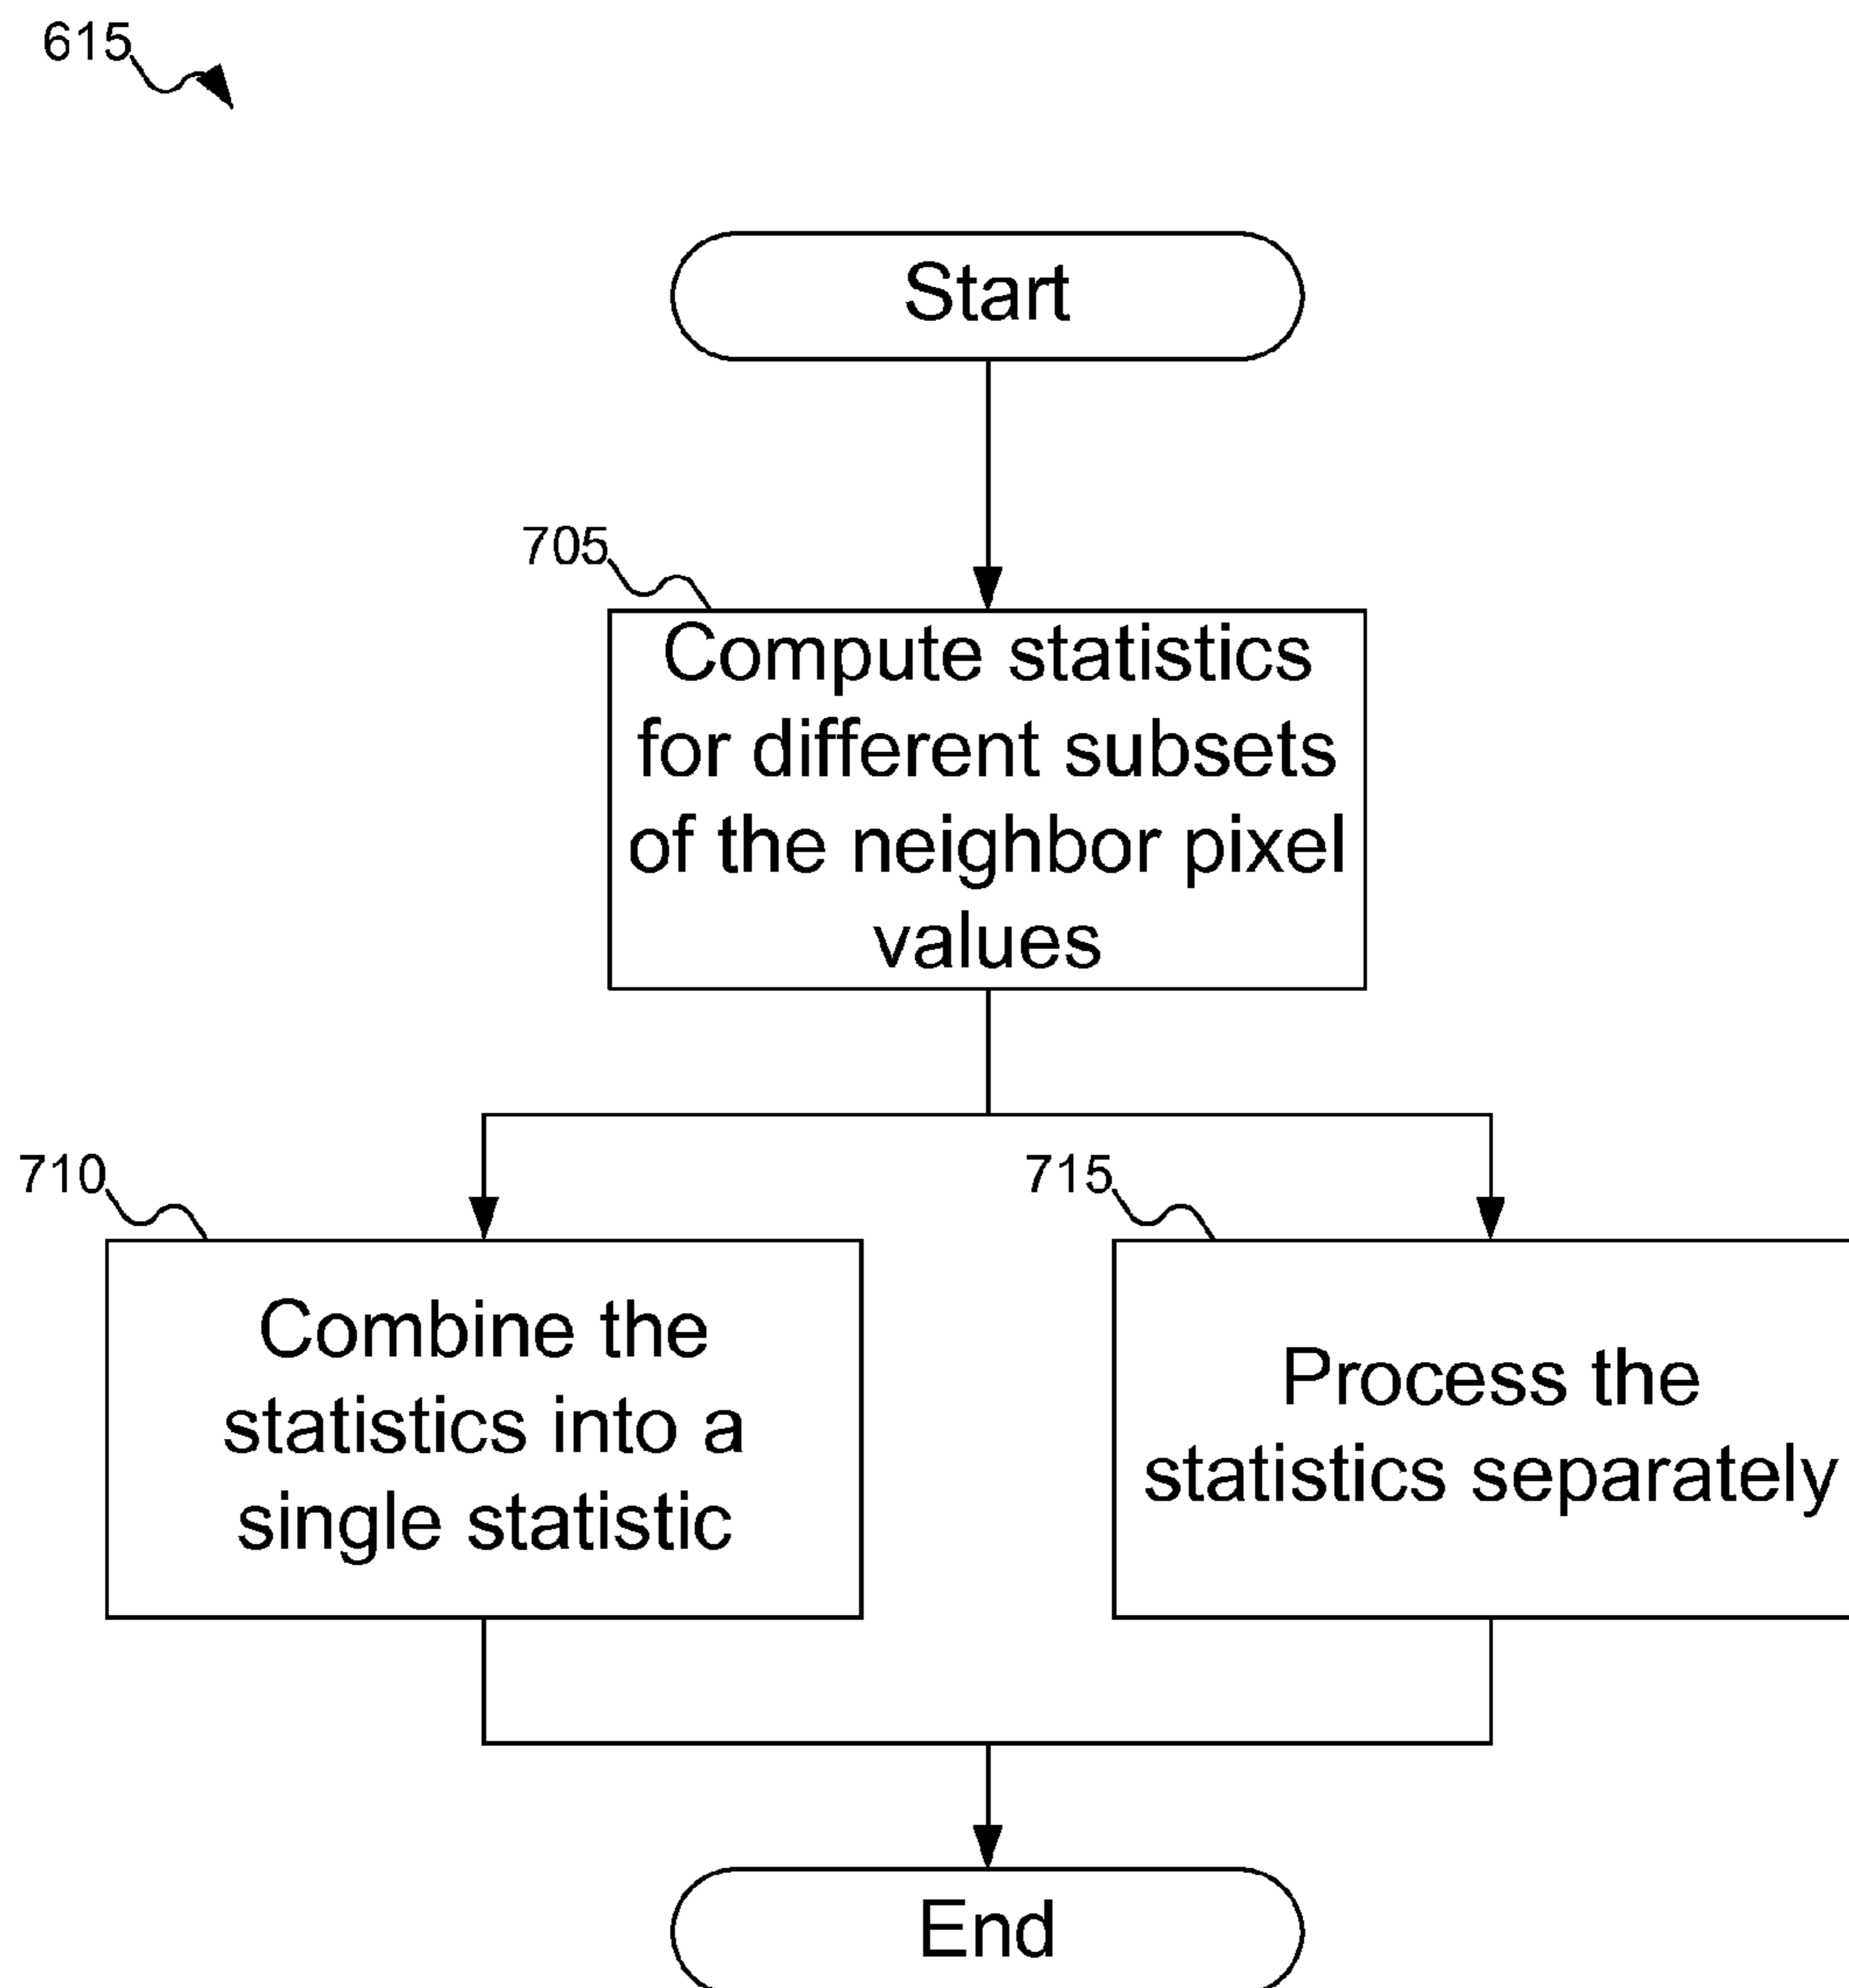 615
Start
705
Compute statistics
for different subsets
of the neighbor pixel
values
710
Combine the
statistics into a
single statistic
715
Process the
statistics separately
End